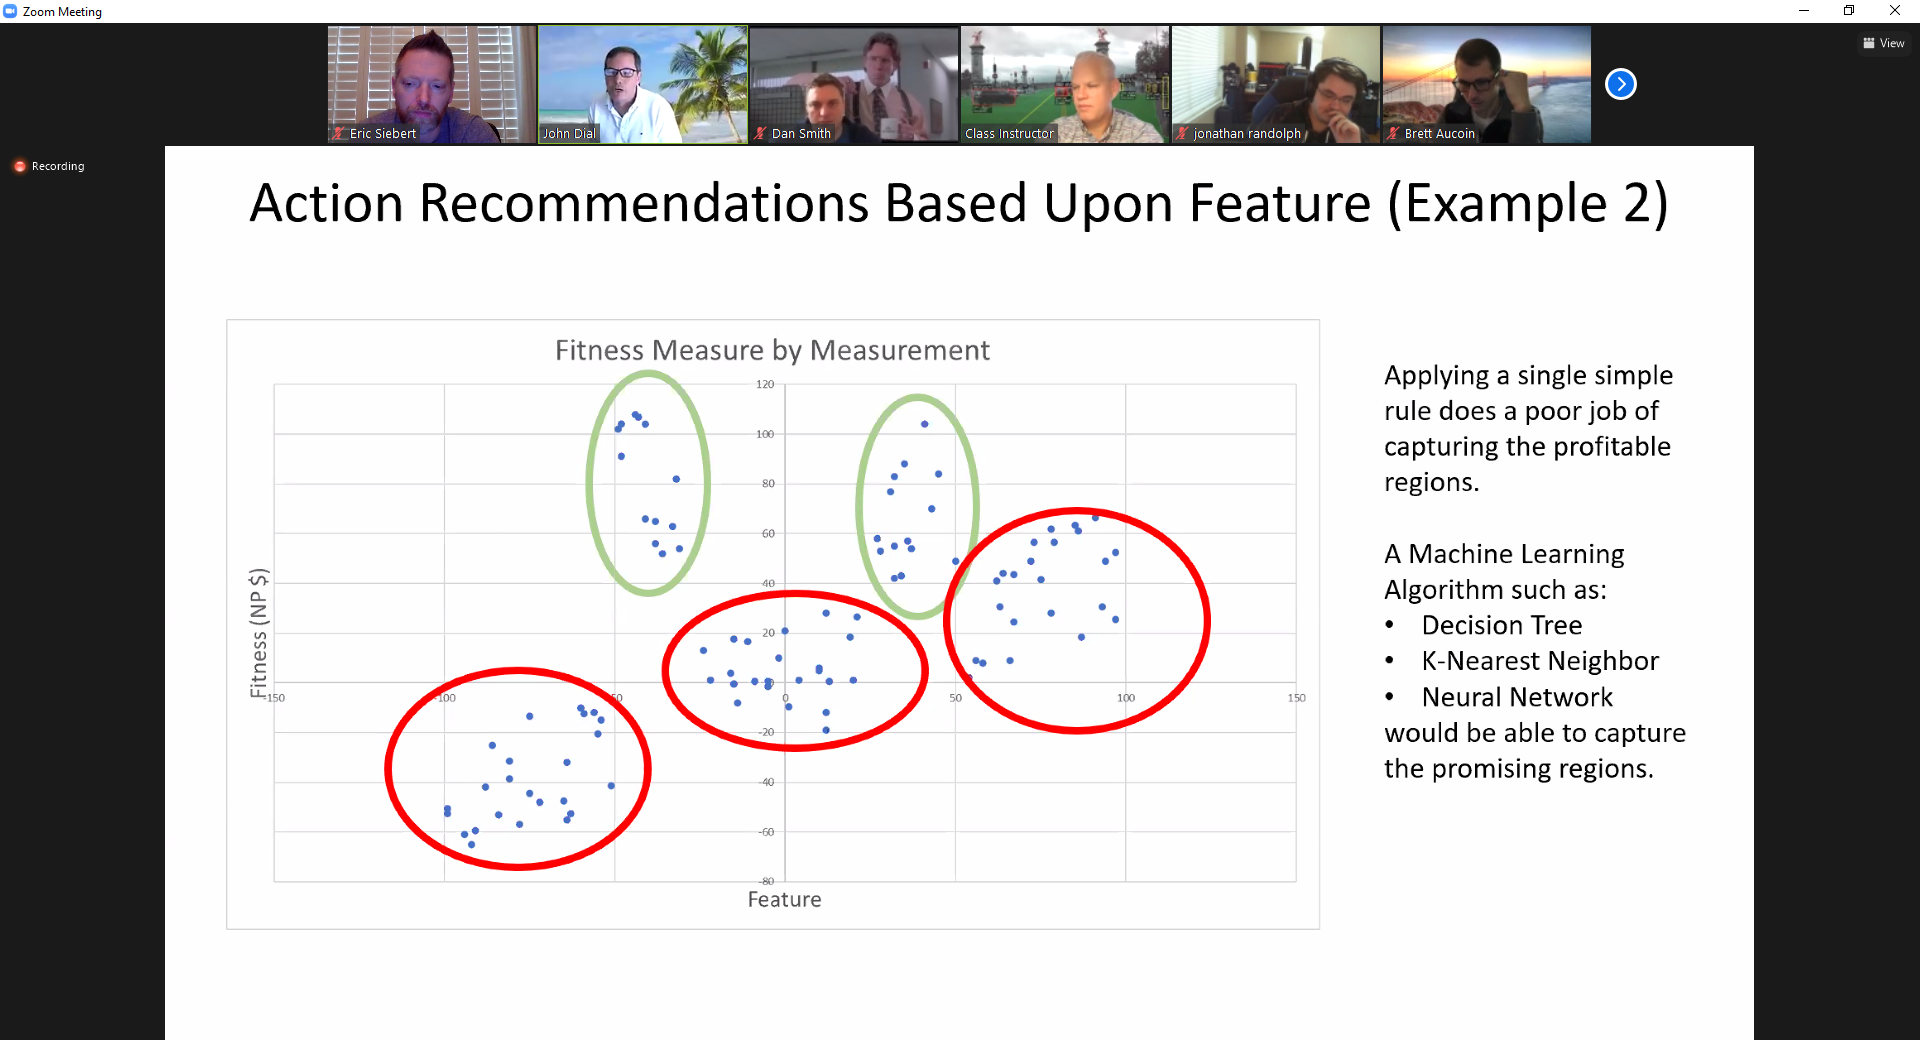 Zoom Meeting
View
Eric Siebert
John Dial
Dan Smith
Class Instructor
jonathan randolph
Brett Aucoin
Recording
Action Recommendations Based Upon Feature (Example 2)
Fitness Measure by Measurement
120
100
80
60
40
20
0
-20
-40
-60
-80
-150
-100
-50
0
50
100
150
Fitness (NP $)
Feature
Applying a single simple
rule does a poor job of
capturing the profitable
regions.
A Machine Learning
Algorithm such as:
• Decision Tree
• K-Nearest Neighbor
• Neural Network
would be able to capture
the promising regions.